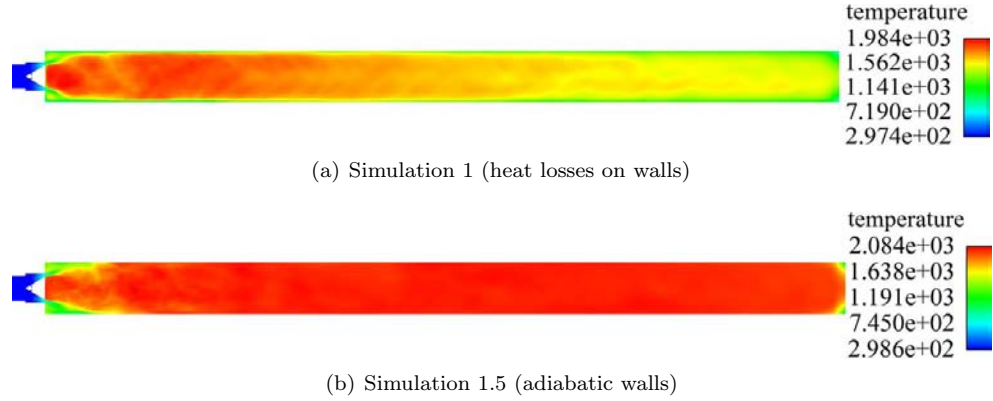 temperature
1.984e+03
1.562e+03
1.141e+03
7.190e+02
2.974e+02
(a) Simulation 1 (heat losses on walls)
temperature
2.084e+03
1.638e+03
1.191e+03
7.450e+02
2.986e+02
(b) Simulation 1.5 (adiabatic walls)